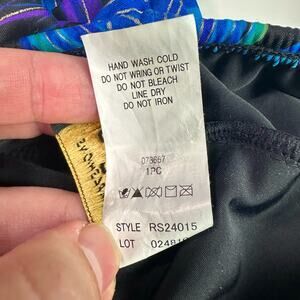 HAND WASH COLD
DO NOT WRING OR TWIST
DO NOT BLEACH
LINE DRY
DO NOT IRON
1PC
STYLE RS24015
LOT